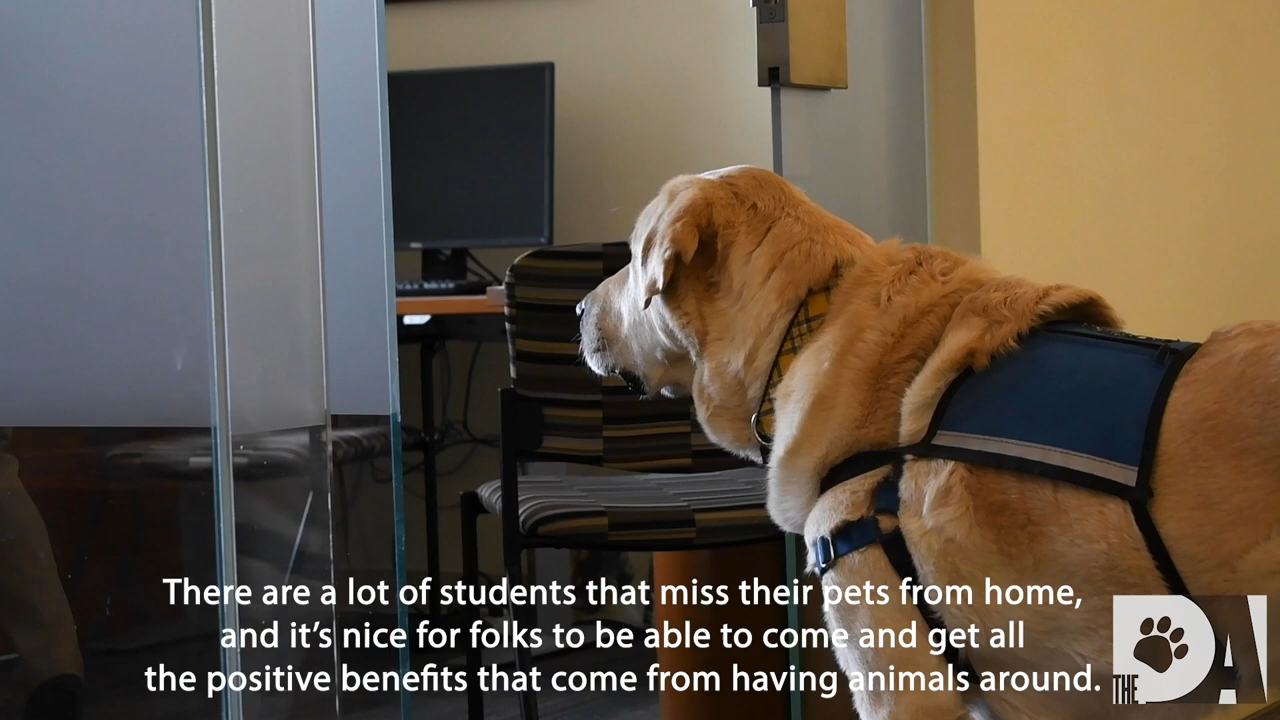 There are a lot of students that miss their pets from home,
and it’s nice for folks to be able to come and get all
the positive benefits that come from having animals around.
THE DA